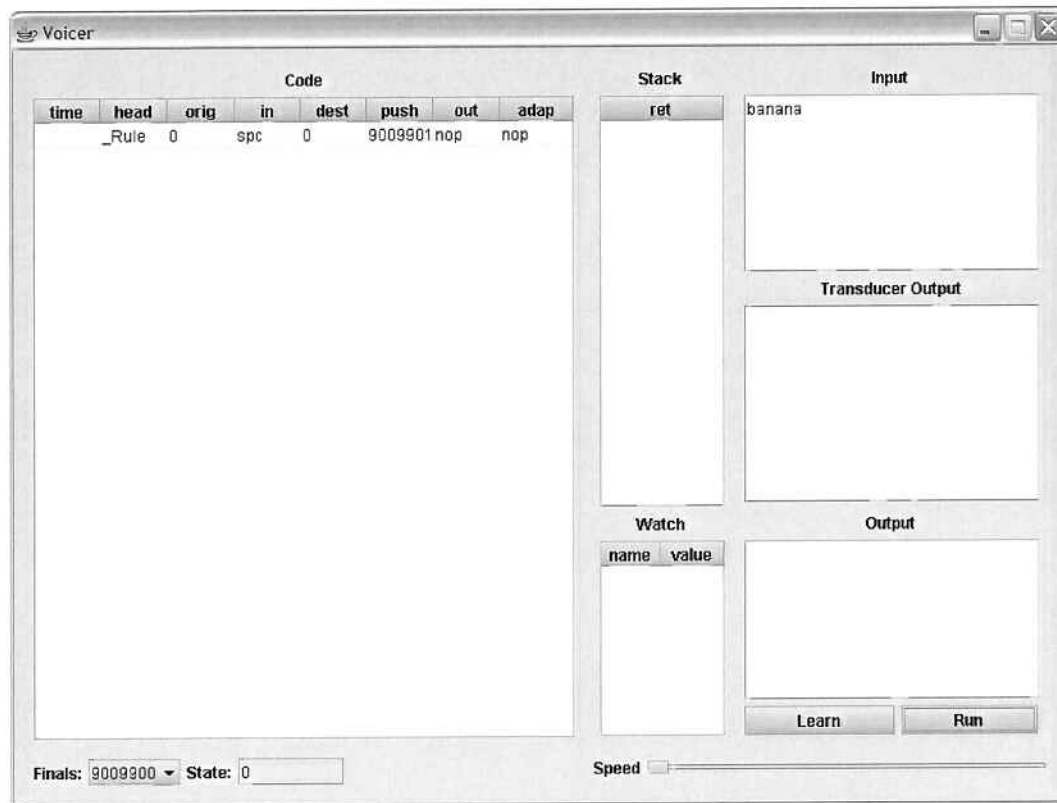 Voicer
Code
time head orig in dest push out adap
_Rule 0 spc 0 9009901 nop nop
Stack
ret
Input
banana
Transducer Output
Watch
name value
Output
Learn Run
Finals: 9009900 State: 0
Speed